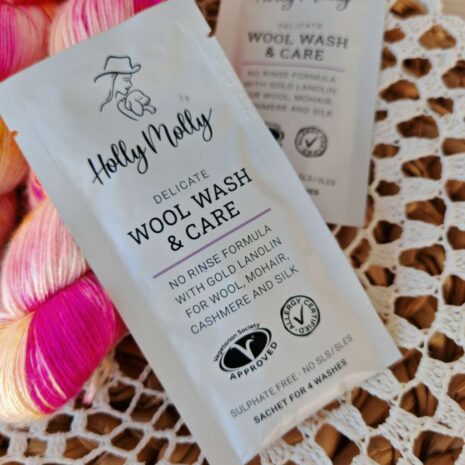 Holly Molly
DELICATE
WOOL WASH
& CARE
NO RINSE FORMULA
WITH GOLD LANOLIN
FOR WOOL, MOHAIR,
CASHMERE AND SILK
Vegetarian Society
APPROVED
ALLERGY CERTIFIED
SULPHATE FREE NO SLS/SLES
SACHET FOR 4 WASHES
Holly Molly
DELICATE
WOOL WASH
& CARE
NO RINSE FORMULA
WITH GOLD LANOLIN
FOR WOOL, MOHAIR,
CASHMERE AND SILK